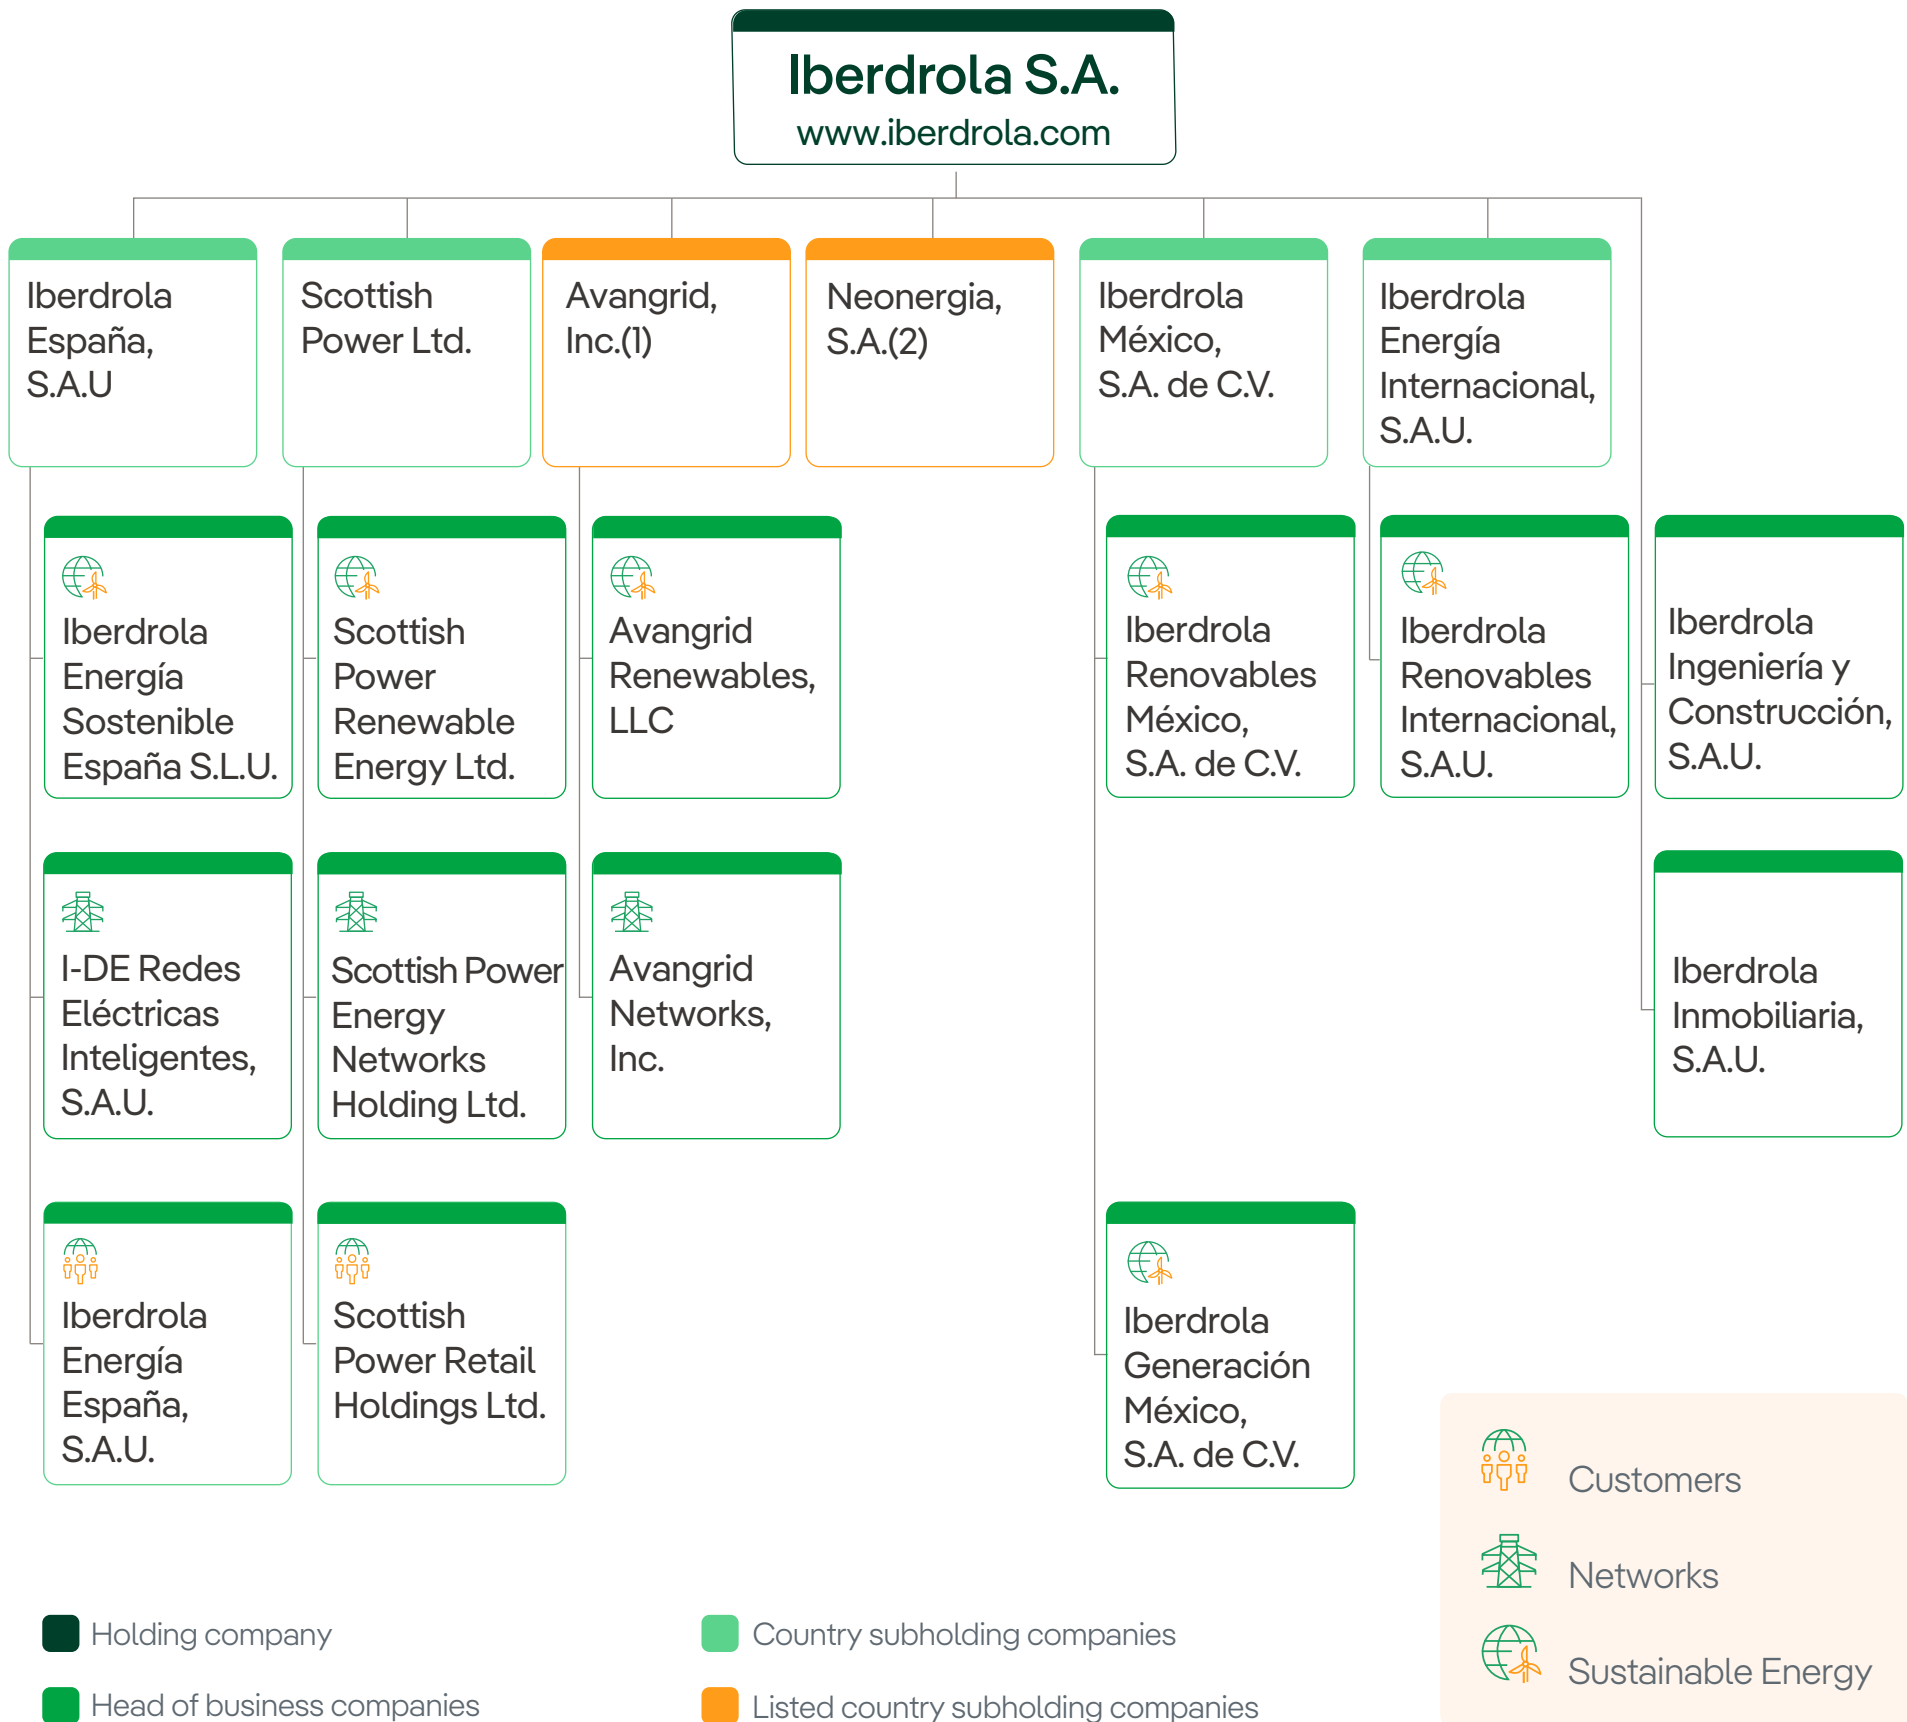 Iberdrola S.A.
www.iberdrola.com
Iberdrola
España,
S.A.U
Scottish
Power Ltd.
Avangrid,
Inc.(1)
Neonergia,
S.A.(2)
Iberdrola
México,
S.A. de C.V.
Iberdrola
Energía
Internacional,
S.A.U.
Iberdrola
Energía
Sostenible
España S.L.U.
Scottish
Power
Renewable
Energy Ltd.
Avangrid
Renewables,
LLC
Iberdrola
Renovables
México,
S.A. de C.V.
Iberdrola
Renovables
Internacional,
S.A.U.
Iberdrola
Ingeniería y
Construcción,
S.A.U.
I-DE Redes
Eléctricas
Inteligentes,
S.A.U.
Scottish Power
Energy
Networks
Holding Ltd.
Avangrid
Networks,
Inc.
Iberdrola
Inmobiliaria,
S.A.U.
Iberdrola
Energía
España,
S.A.U.
Scottish
Power Retail
Holdings Ltd.
Iberdrola
Generación
México,
S.A. de C.V.
Customers
Networks
Sustainable Energy
Holding company
Country subholding companies
Head of business companies
Listed country subholding companies